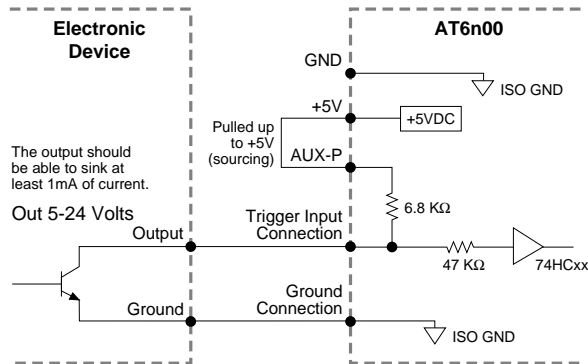 Electronic
Device
AT6n00
GND
ISO GND
+5V
+5VDC
Pulled up
to +5V
(sourcing)
AUX-P
The output should
be able to sink at
least 1mA of current.
Out 5-24 Volts
6.8 KΩ
Output
Trigger Input
Connection
47 KΩ
74HCxx
Ground
Ground
Connection
ISO GND